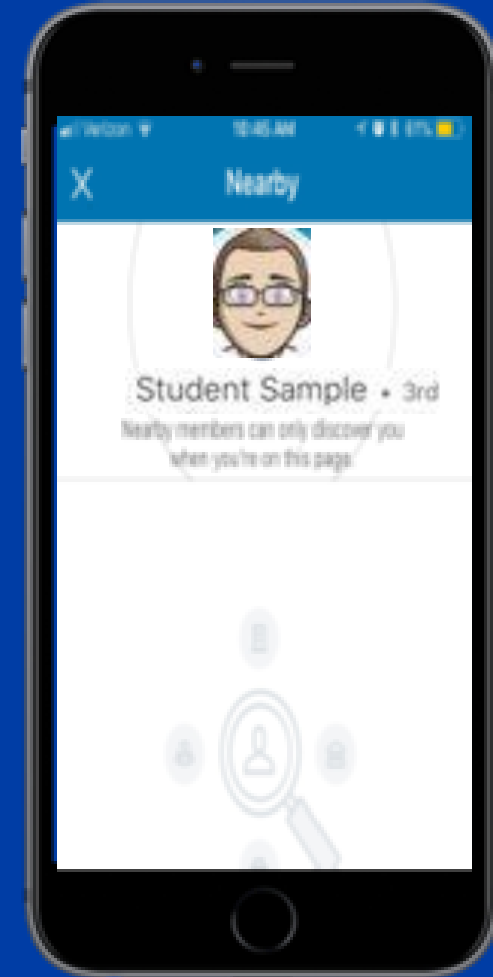 Verizon 10:45 AM 61%
X Nearby
Student Sample • 3rd
Nearby members can only discover you
when you're on this page.